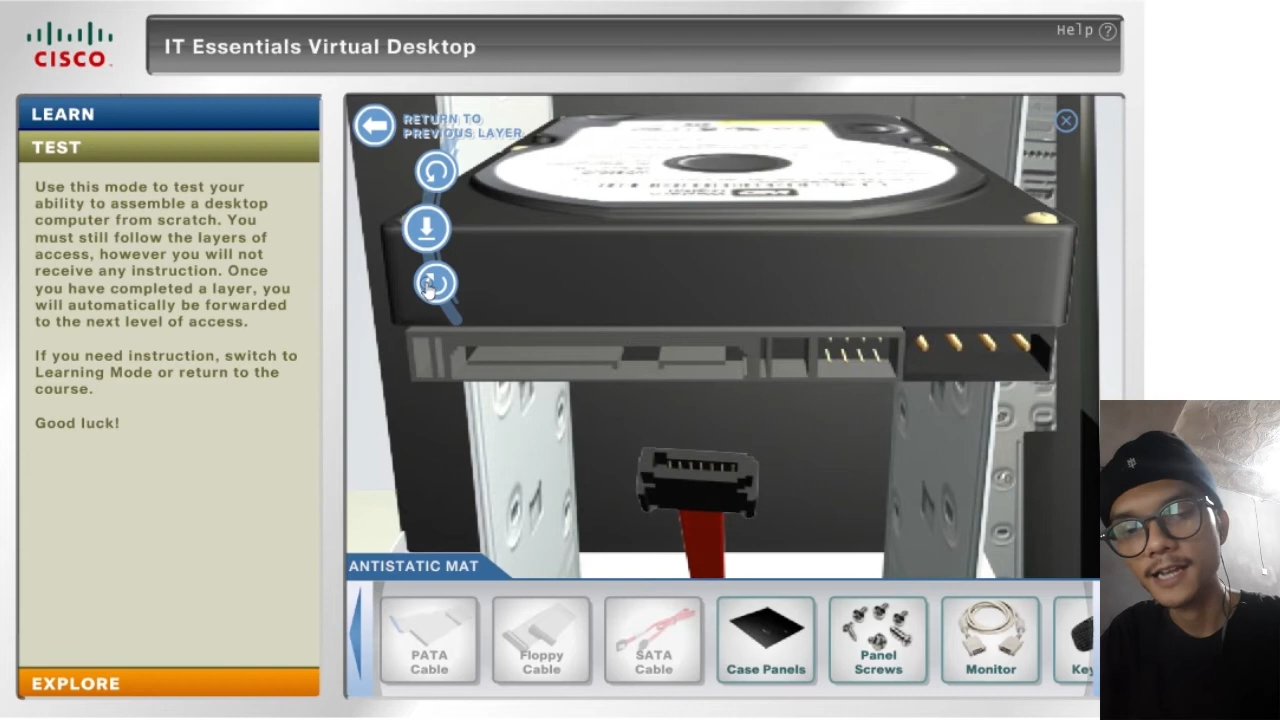 CISCO
IT Essentials Virtual Desktop
Help ?
LEARN
TEST
Use this mode to test your
ability to assemble a desktop
computer from scratch. You
must still follow the layers of
access, however you will not
receive any instruction. Once
you have completed a layer, you
will automatically be forwarded
to the next level of access.
If you need instruction, switch to
Learning Mode or return to the
course.
Good luck!
EXPLORE
RETURN TO
PREVIOUS LAYER
ANTISTATIC MAT
PATA
Cable
Floppy
Cable
SATA
Cable
Case Panels
Panel
Screws
Monitor